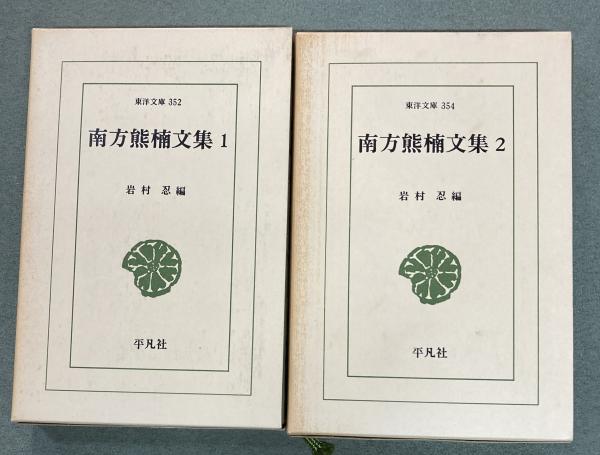 東洋文庫 352
南方熊楠文集 1
岩村 忍 編
平凡社
東洋文庫 354
南方熊楠文集 2
岩村 忍 編
平凡社